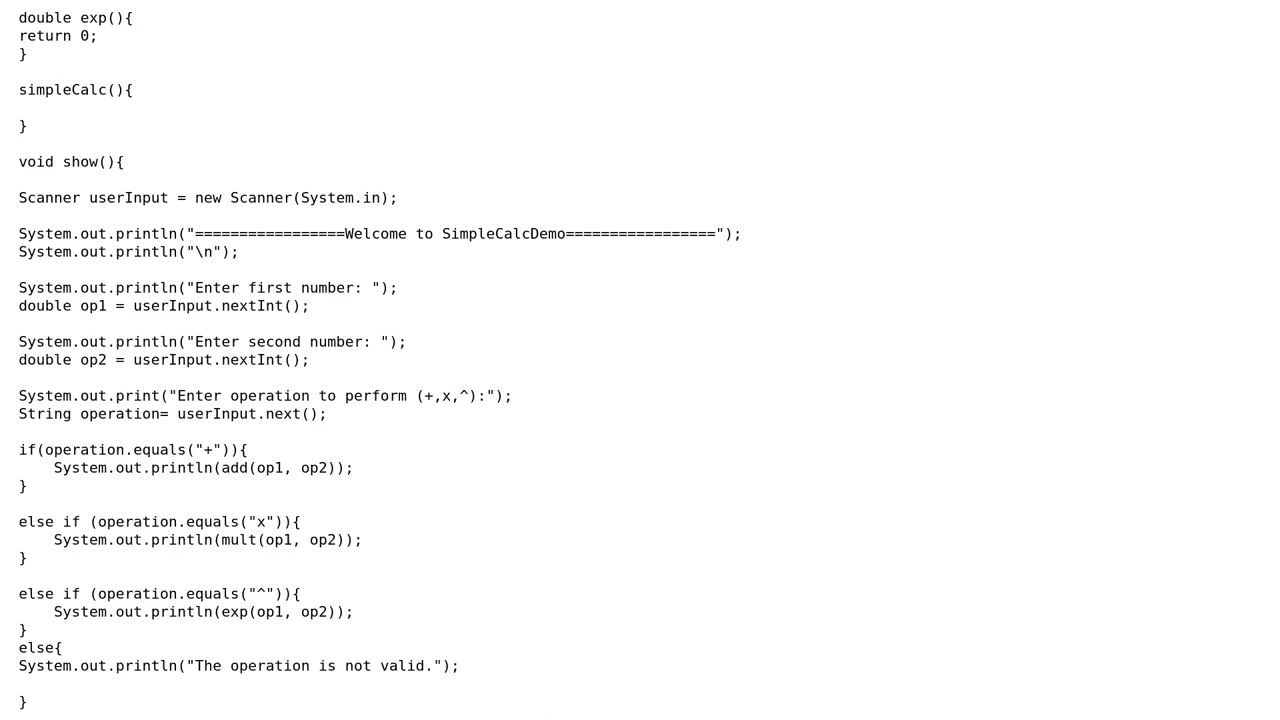 double exp(){
return 0;
}
simpleCalc(){
}
void show(){
Scanner userInput = new Scanner(System.in);
System.out.println("=================Welcome to SimpleCalcDemo=================");
System.out.println("\n");
System.out.println("Enter first number: ");
double op1 = userInput.nextInt();
System.out.println("Enter second number: ");
double op2 = userInput.nextInt();
System.out.print("Enter operation to perform (+,x,^):");
String operation= userInput.next();
if(operation.equals("+")){
    System.out.println(add(op1, op2));
}
else if (operation.equals("x")){
    System.out.println(mult(op1, op2));
}
else if (operation.equals("^")){
    System.out.println(exp(op1, op2));
}
else{
System.out.println("The operation is not valid.");
}